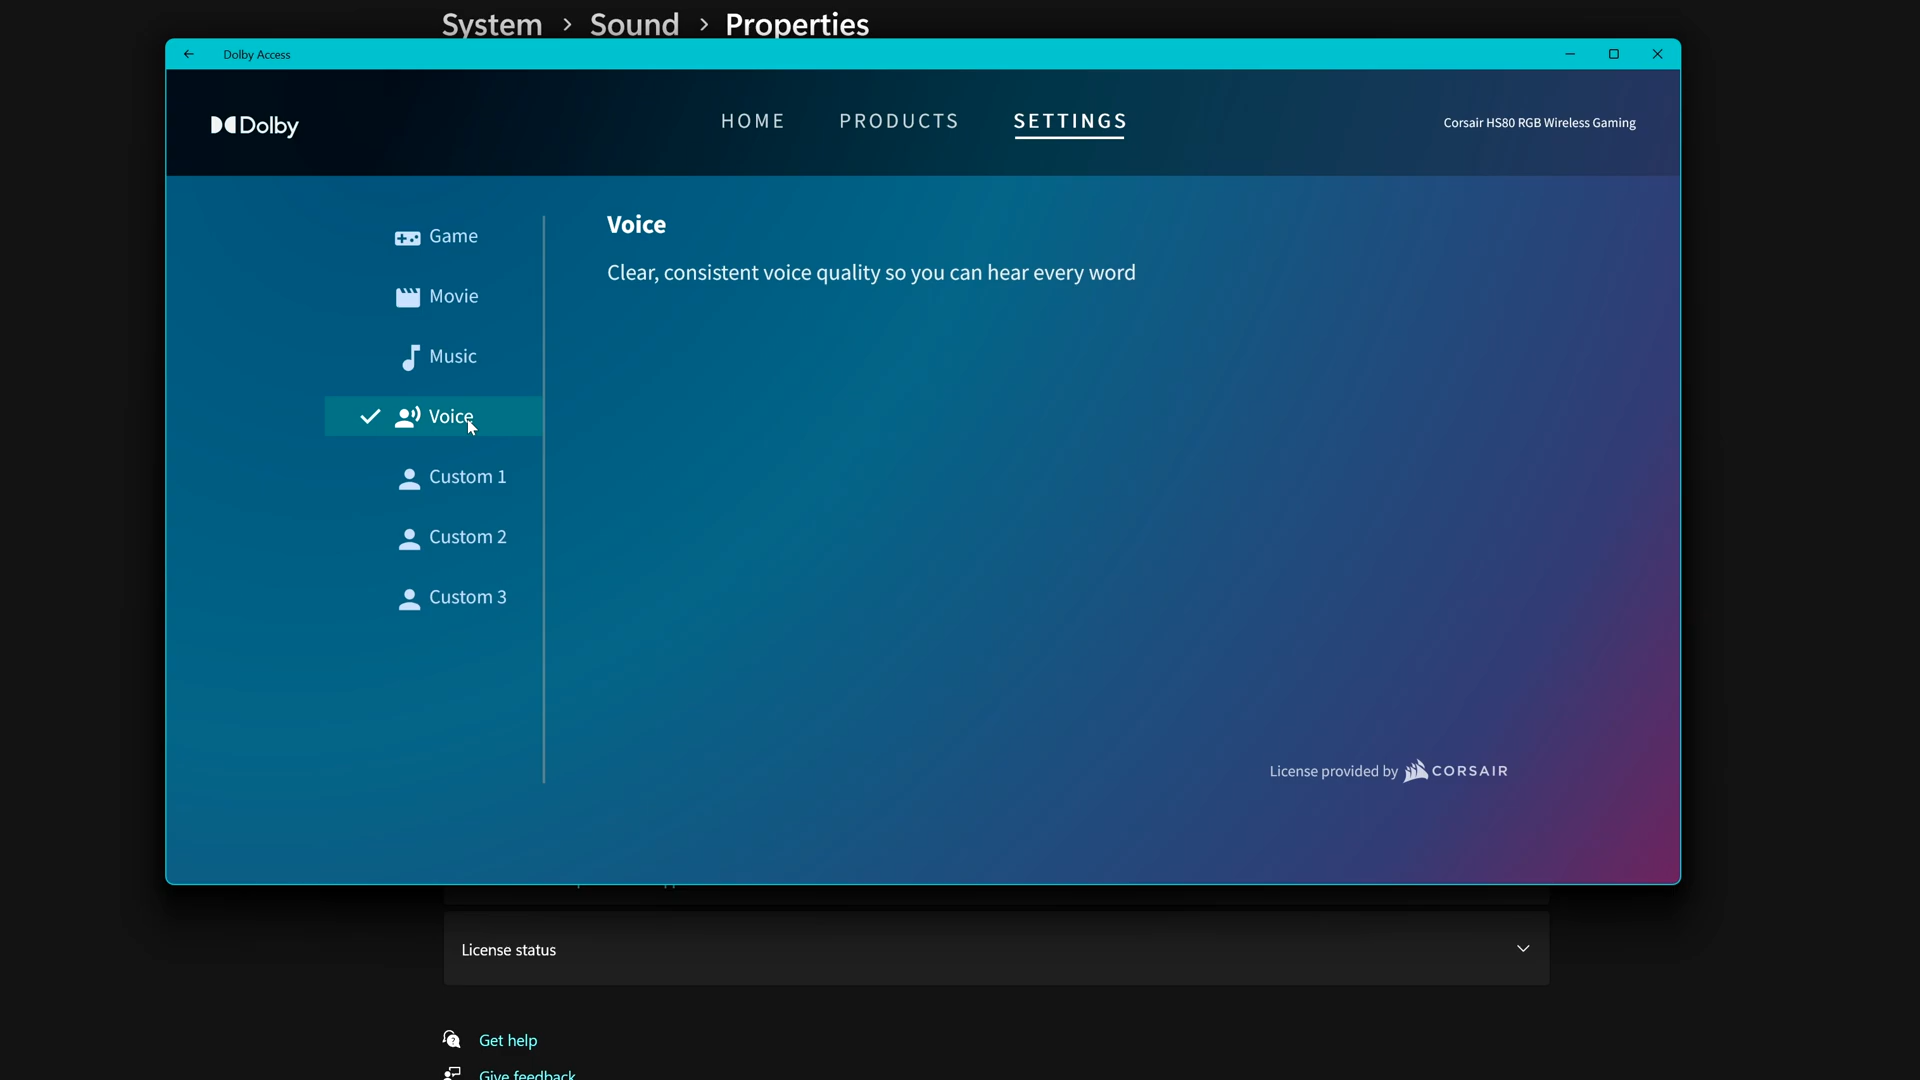 System > Sound > Properties
Dolby Access
Dolby
HOME
PRODUCTS
SETTINGS
Corsair HS80 RGB Wireless Gaming
Game
Movie
Music
Voice
Custom 1
Custom 2
Custom 3
Voice
Clear, consistent voice quality so you can hear every word
License provided by CORSAIR
License status
Get help
Give feedback